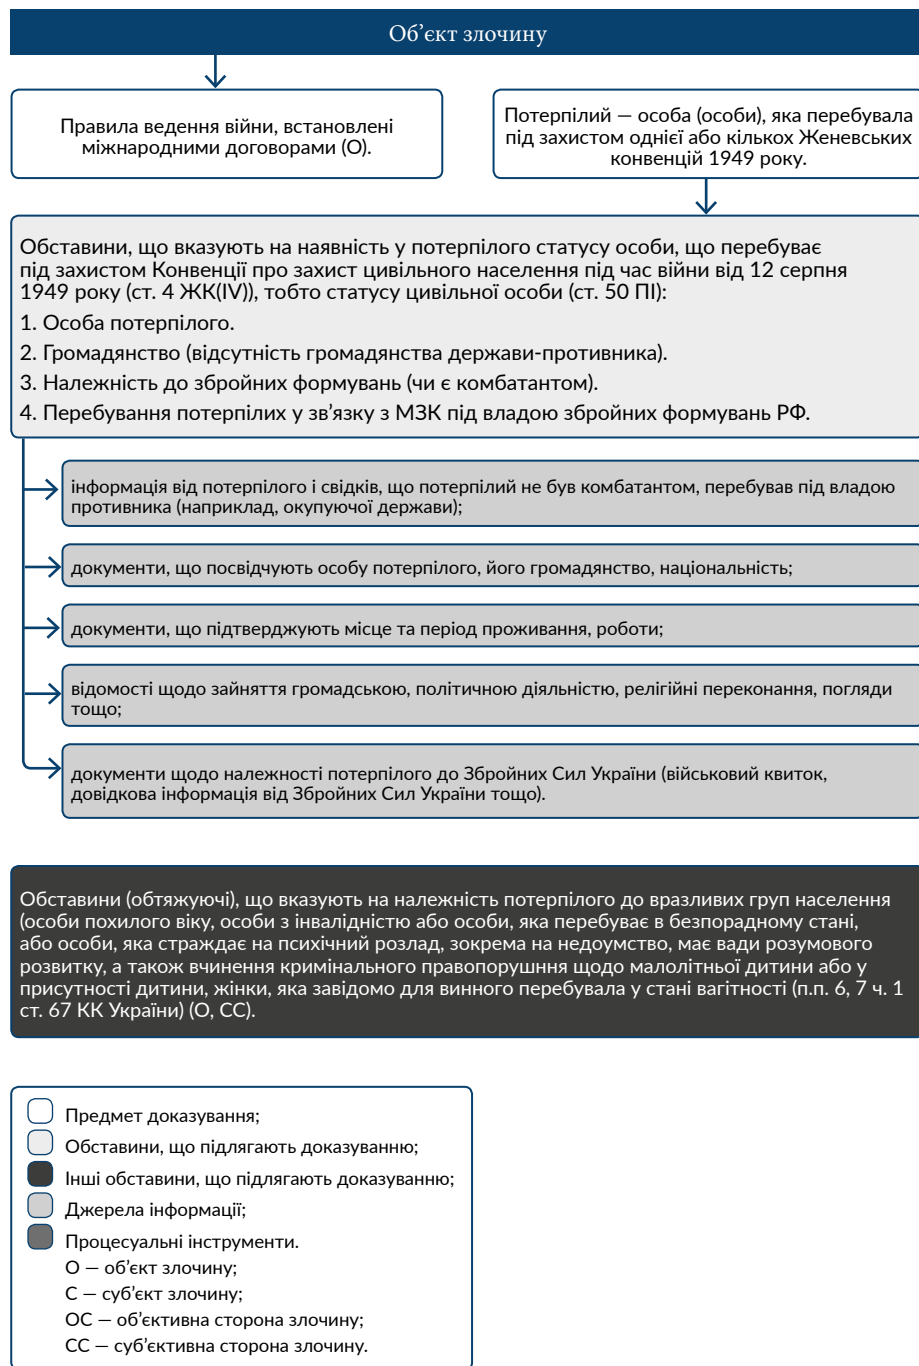 Об’єкт злочину
Правила ведення війни, встановлені
міжнародними договорами (О).
Потерпілий — особа (особи), яка перебувала
під захистом однієї або кількох Женевських
конвенцій 1949 року.
Обставини, що вказують на наявність у потерпілого статусу особи, що перебуває
під захистом Конвенції про захист цивільного населення під час війни від 12 серпня
1949 року (ст. 4 ЖК(IV)), тобто статусу цивільної особи (ст. 50 ПІ):
1. Особа потерпілого.
2. Громадянство (відсутність громадянства держави-противника).
3. Належність до збройних формувань (чи є комбатантом).
4. Перебування потерпілих у зв’язку з МЗК під владою збройних формувань РФ.
інформація від потерпілого і свідків, що потерпілий не був комбатантом, перебував під владою
противника (наприклад, окупуючої держави);
документи, що посвідчують особу потерпілого, його громадянство, національність;
документи, що підтверджують місце та період проживання, роботи;
відомості щодо зайняття громадською, політичною діяльністю, релігійні переконання, погляди
тощо;
документи щодо належності потерпілого до Збройних Сил України (військовий квиток,
довідкова інформація від Збройних Сил України тощо).
Обставини (обтяжуючі), що вказують на належність потерпілого до вразливих груп населення
(особи похилого віку, особи з інвалідністю або особи, яка перебуває в безпорадному стані,
або особи, яка страждає на психічний розлад, зокрема на недоумство, має вади розумового
розвитку, а також вчинення кримінального правопорушння щодо малолітньої дитини або у
присутності дитини, жінки, яка завідомо для винного перебувала у стані вагітності (п.п. 6, 7 ч. 1
ст. 67 КК України) (О, СС).
Предмет доказування;
Обставини, що підлягають доказуванню;
Інші обставини, що підлягають доказуванню;
Джерела інформації;
Процесуальні інструменти.
О — об’єкт злочину;
С — суб’єкт злочину;
ОС — об’єктивна сторона злочину;
СС — суб’єктивна сторона злочину.